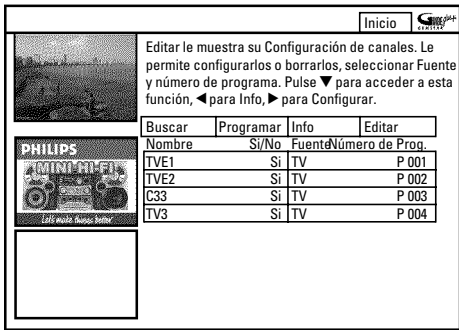 Inicio GUIDE Plus+ GEMSTAR
Editar le muestra su Configuración de canales. Le
permite configurarlos o borrarlos, seleccionar Fuente
y número de programa. Pulse ▼ para acceder a esta
función, ◀ para Info, ▶ para Configurar.
Buscar Programar Info Editar
Nombre Si/No Fuente Número de Prog.
TVE1 Si TV P 001
TVE2 Si TV P 002
C33 Si TV P 003
TV3 Si TV P 004
PHILIPS
MINI-HI-FI
Let's make things better